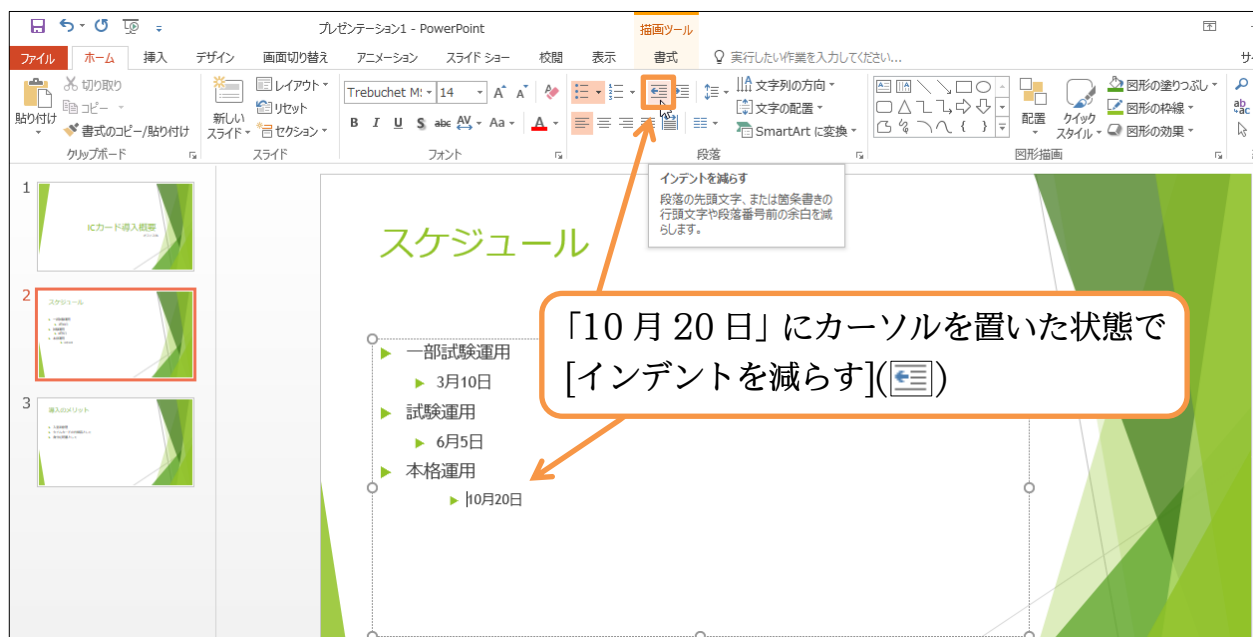 プレゼンテーション1 - PowerPoint
描画ツール
ファイル ホーム 挿入 デザイン 画面切り替え アニメーション スライド ショー 校閲 表示 書式 実行したい作業を入力してください... サ
貼り付け
切り取り
コピー
書式のコピー/貼り付け
クリップボード
新しい
スライド
レイアウト
リセット
セクション
スライド
Trebuchet M: 14 A A
B I U S abc AV Aa A
フォント
文字列の方向
文字の配置
SmartArt に変換
段落
配置
クイック
スタイル
図形の塗りつぶし
図形の枠線
図形の効果
図形描画
インデントを減らす
段落の先頭文字、または箇条書きの
行頭文字や段落番号前の余白を減
らします。
1
ICカード導入概要
2
スケジュール
3
導入のメリット
スケジュール
一部試験運用
3月10日
試験運用
6月5日
本格運用
10月20日
「10 月 20 日」にカーソルを置いた状態で
[インデントを減らす]()